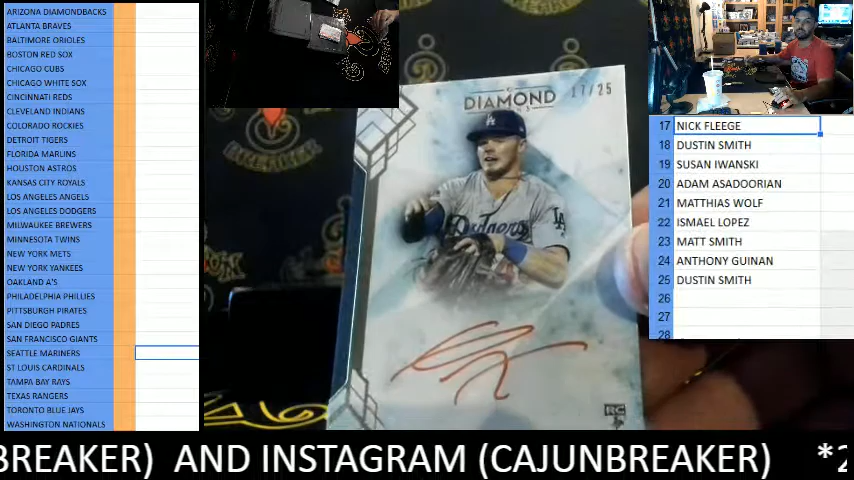 ARIZONA DIAMONDBACKS
ATLANTA BRAVES
BALTIMORE ORIOLES
BOSTON RED SOX
CHICAGO CUBS
CHICAGO WHITE SOX
CINCINNATI REDS
CLEVELAND INDIANS
COLORADO ROCKIES
DETROIT TIGERS
FLORIDA MARLINS
HOUSTON ASTROS
KANSAS CITY ROYALS
LOS ANGELES ANGELS
LOS ANGELES DODGERS
MILWAUKEE BREWERS
MINNESOTA TWINS
NEW YORK METS
NEW YORK YANKEES
OAKLAND A'S
PHILADELPHIA PHILLIES
PITTSBURGH PIRATES
SAN DIEGO PADRES
SAN FRANCISCO GIANTS
SEATTLE MARINERS
ST LOUIS CARDINALS
TAMPA BAY RAYS
TEXAS RANGERS
TORONTO BLUE JAYS
WASHINGTON NATIONALS
DIAMOND
17/25
LA
Dodgers
LA
RC
17 NICK FLEEGE
18 DUSTIN SMITH
19 SUSAN IWANSKI
20 ADAM ASADOORIAN
21 MATTHIAS WOLF
22 ISMAEL LOPEZ
23 MATT SMITH
24 ANTHONY GUINAN
25 DUSTIN SMITH
26
27
28
BREAKER) AND INSTAGRAM (CAJUNBREAKER) *2